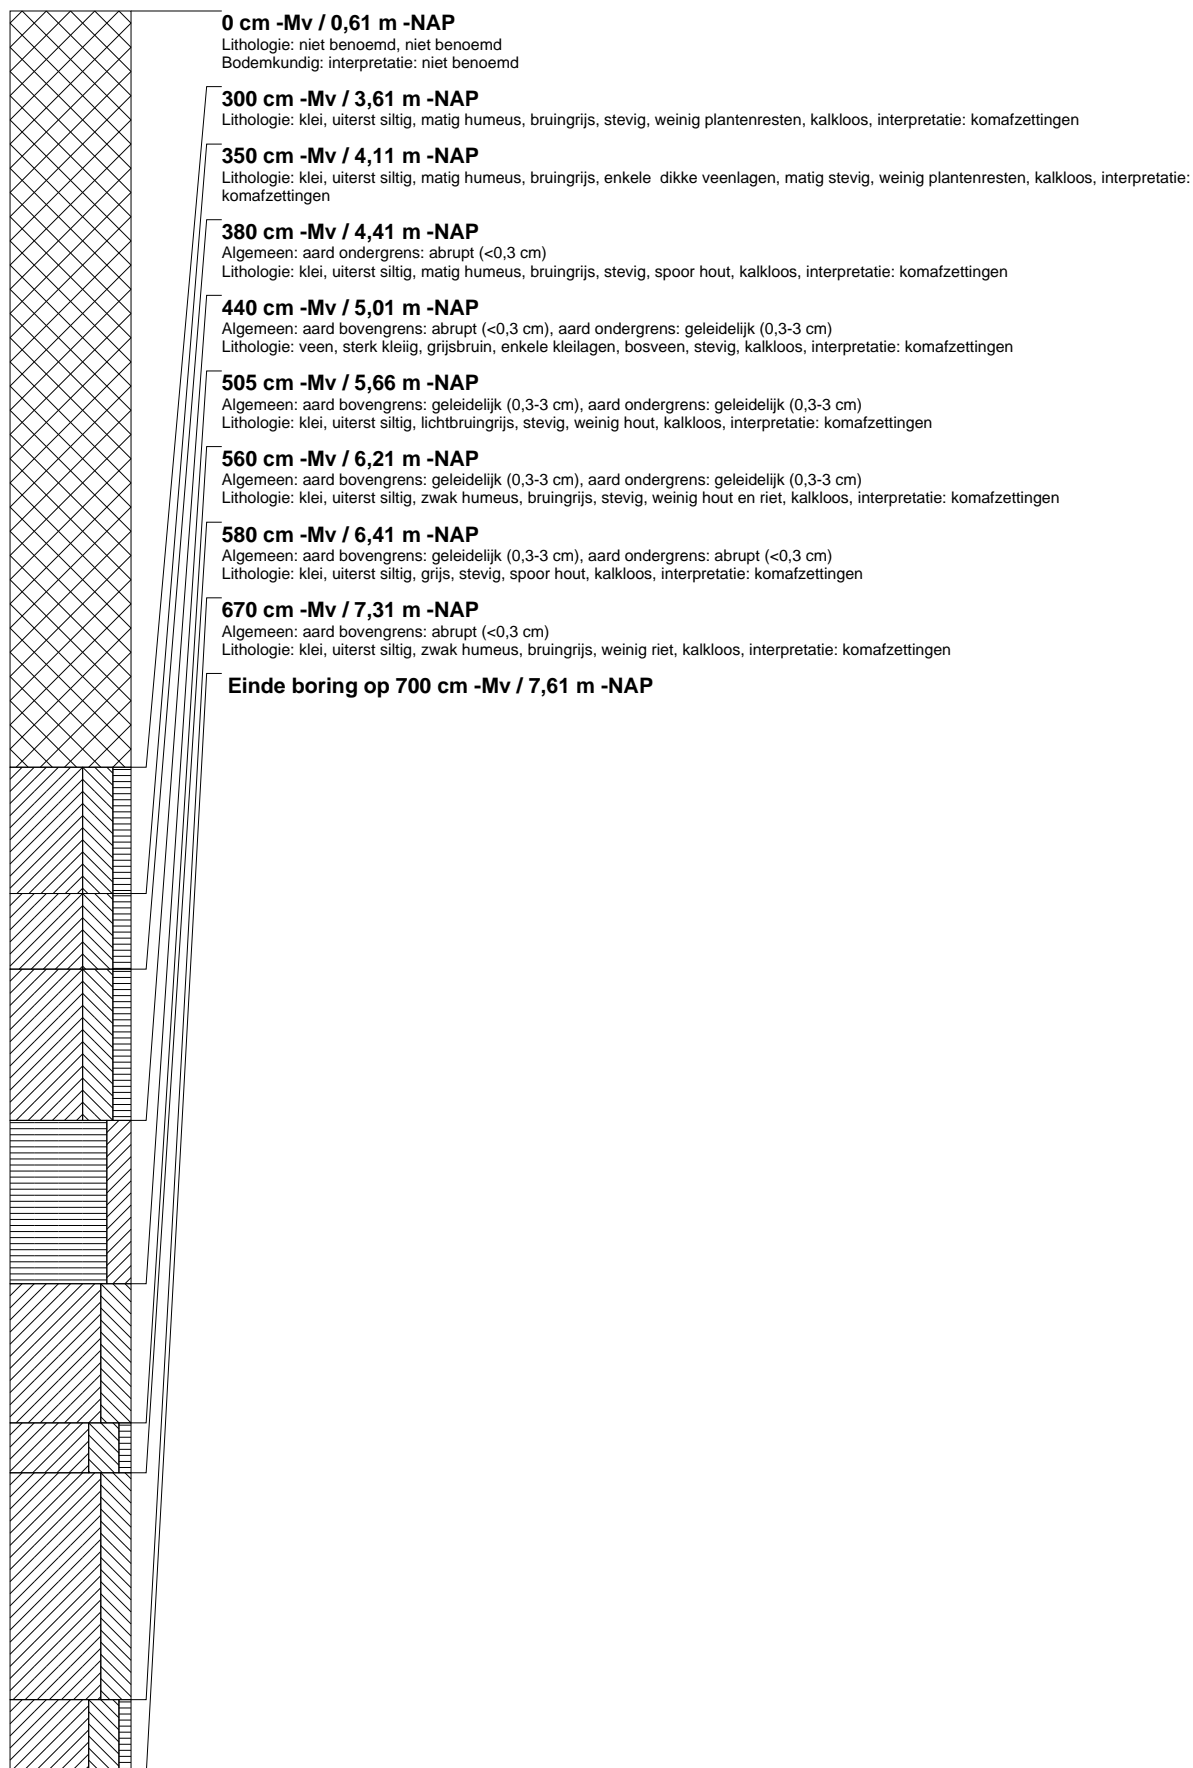 0 cm -Mv / 0,61 m -NAP
Lithologie: niet benoemd, niet benoemd
Bodemkundig: interpretatie: niet benoemd
300 cm -Mv / 3,61 m -NAP
Lithologie: klei, uiterst siltig, matig humeus, bruingrijs, stevig, weinig plantenresten, kalkloos, interpretatie: komafzettingen
350 cm -Mv / 4,11 m -NAP
Lithologie: klei, uiterst siltig, matig humeus, bruingrijs, enkele  dikke veenlagen, matig stevig, weinig plantenresten, kalkloos, interpretatie:
komafzettingen
380 cm -Mv / 4,41 m -NAP
Algemeen: aard ondergrens: abrupt (<0,3 cm)
Lithologie: klei, uiterst siltig, matig humeus, bruingrijs, stevig, spoor hout, kalkloos, interpretatie: komafzettingen
440 cm -Mv / 5,01 m -NAP
Algemeen: aard bovengrens: abrupt (<0,3 cm), aard ondergrens: geleidelijk (0,3-3 cm)
Lithologie: veen, sterk kleiig, grijsbruin, enkele kleilagen, bosveen, stevig, kalkloos, interpretatie: komafzettingen
505 cm -Mv / 5,66 m -NAP
Algemeen: aard bovengrens: geleidelijk (0,3-3 cm), aard ondergrens: geleidelijk (0,3-3 cm)
Lithologie: klei, uiterst siltig, lichtbruingrijs, stevig, weinig hout, kalkloos, interpretatie: komafzettingen
560 cm -Mv / 6,21 m -NAP
Algemeen: aard bovengrens: geleidelijk (0,3-3 cm), aard ondergrens: geleidelijk (0,3-3 cm)
Lithologie: klei, uiterst siltig, zwak humeus, bruingrijs, stevig, weinig hout en riet, kalkloos, interpretatie: komafzettingen
580 cm -Mv / 6,41 m -NAP
Algemeen: aard bovengrens: geleidelijk (0,3-3 cm), aard ondergrens: abrupt (<0,3 cm)
Lithologie: klei, uiterst siltig, grijs, stevig, spoor hout, kalkloos, interpretatie: komafzettingen
670 cm -Mv / 7,31 m -NAP
Algemeen: aard bovengrens: abrupt (<0,3 cm)
Lithologie: klei, uiterst siltig, zwak humeus, bruingrijs, weinig riet, kalkloos, interpretatie: komafzettingen
Einde boring op 700 cm -Mv / 7,61 m -NAP